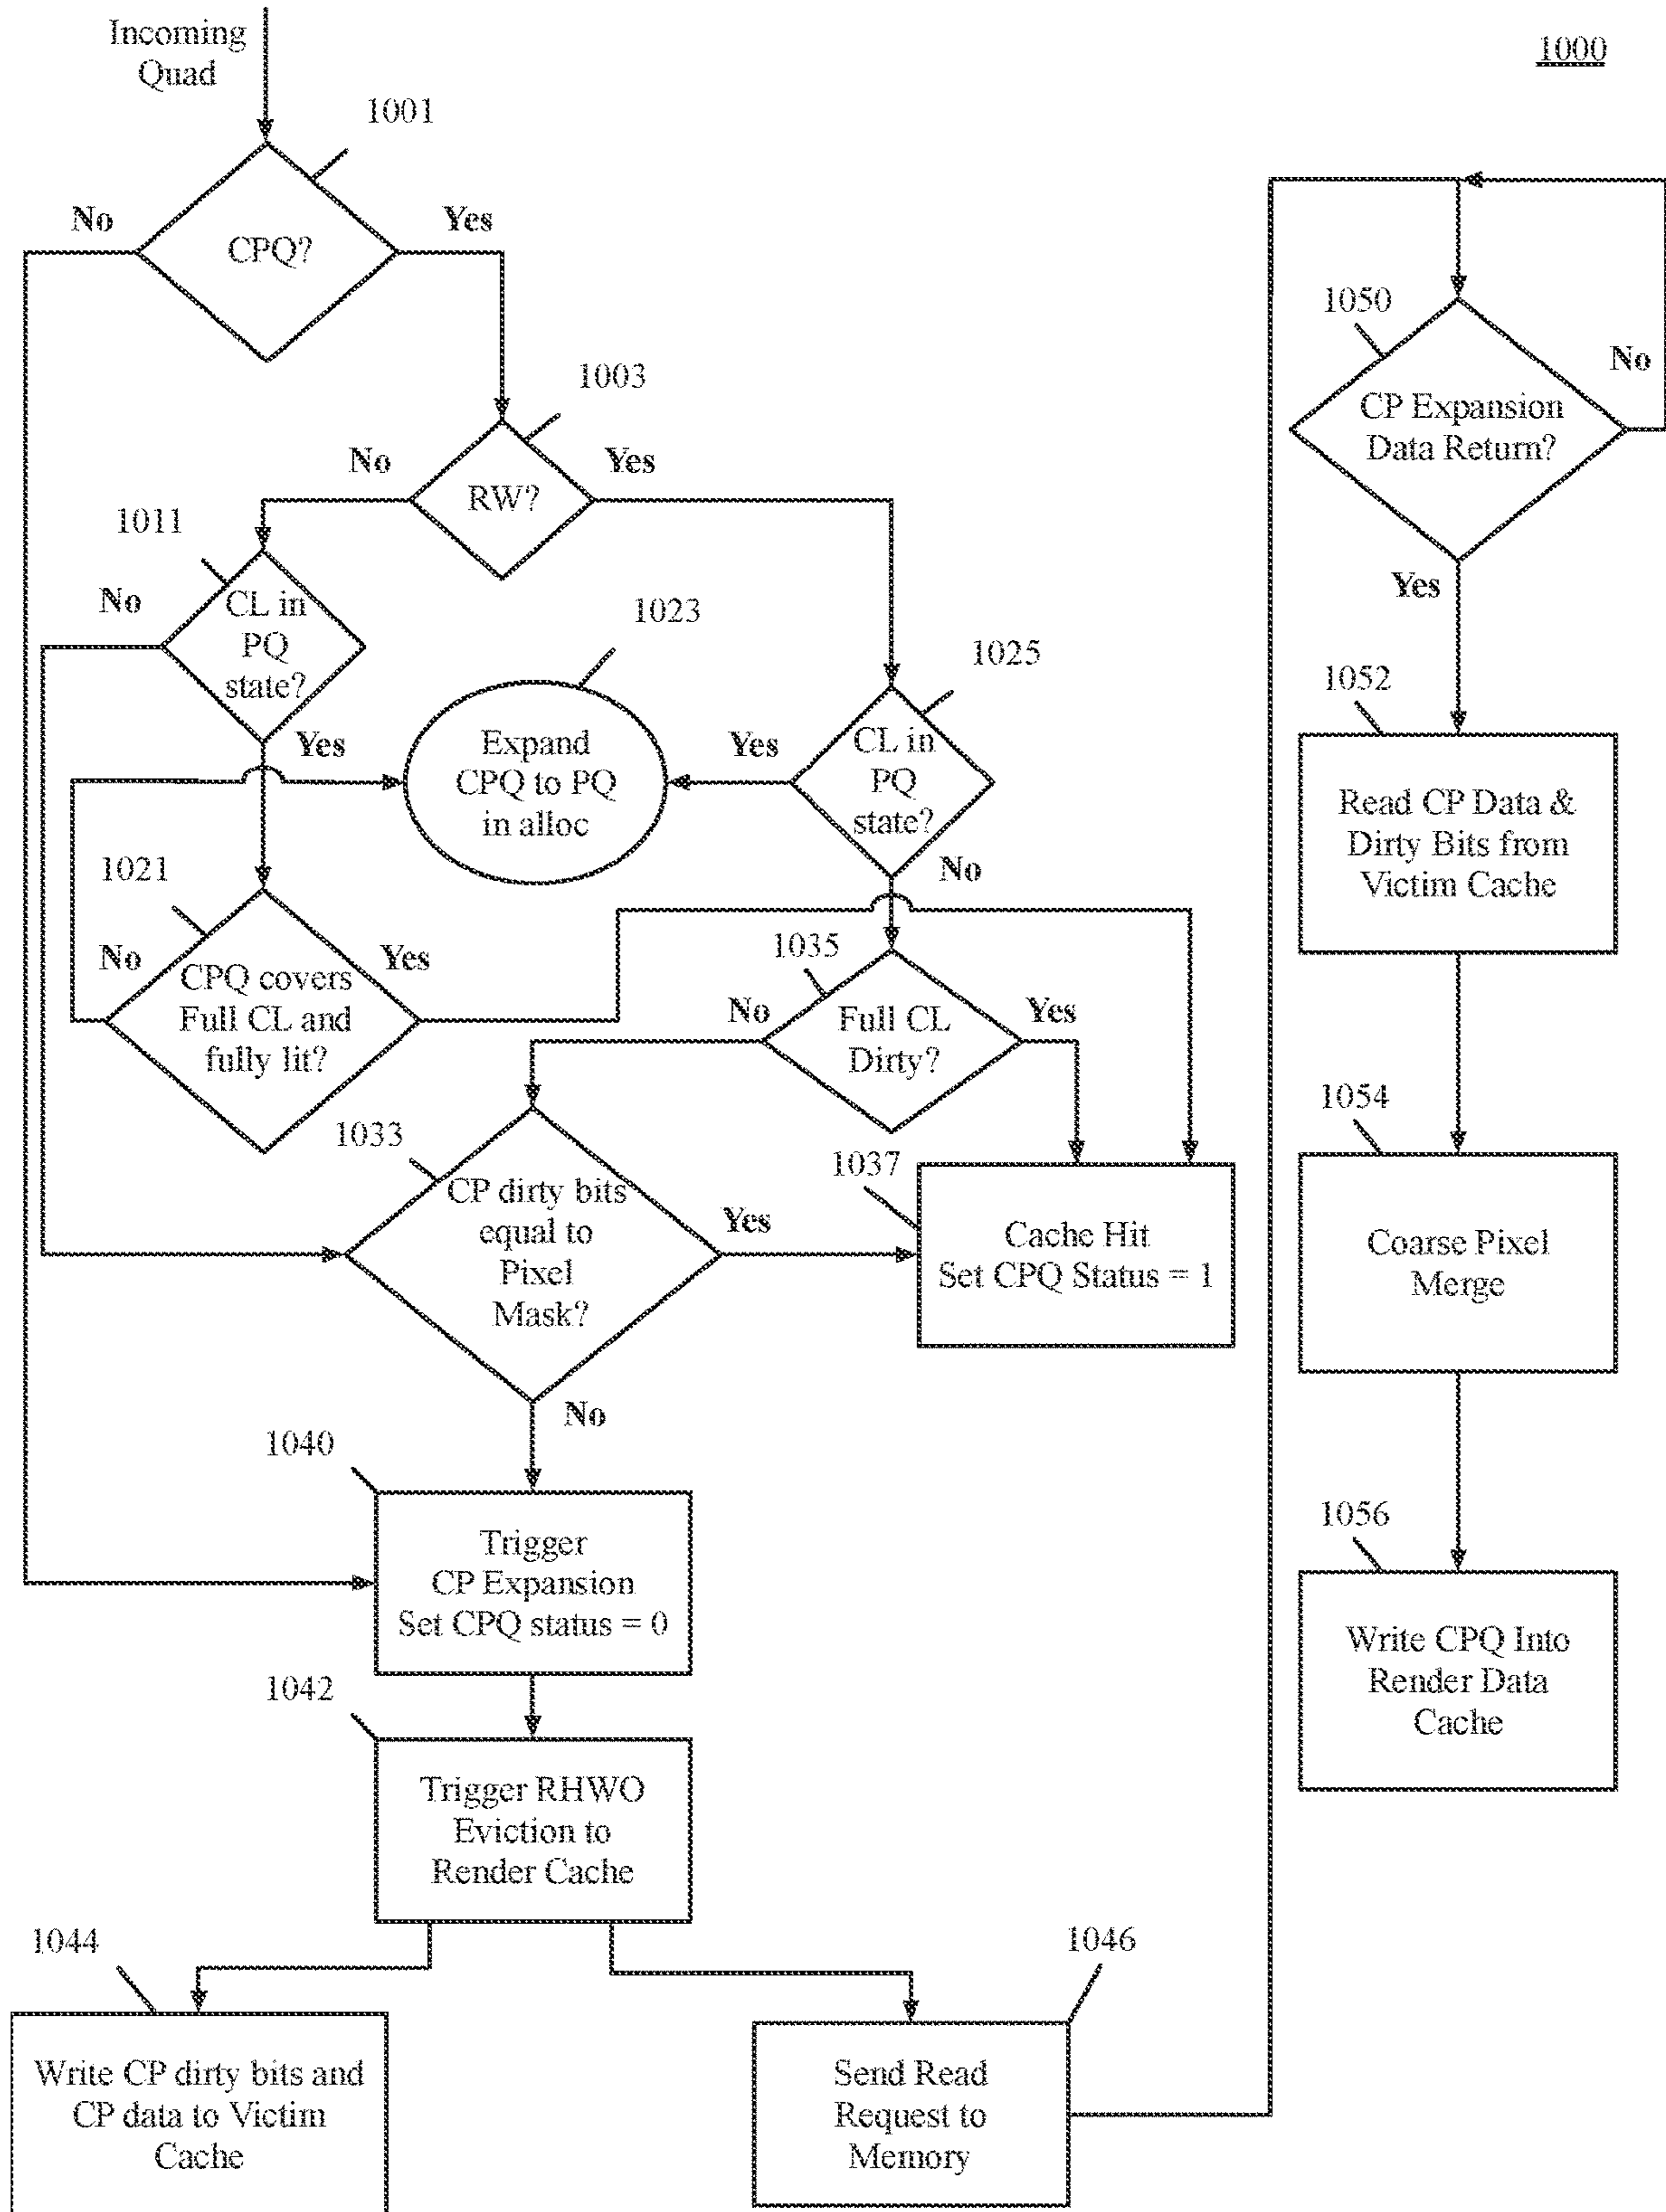 Incoming
Quad
1000
1001
No
Yes
CPQ?
1003
No
Yes
RW?
1011
No
CL in
PQ
state?
Yes
1023
Expand
CPQ to PQ
in alloc
1025
Yes
CL in
PQ
state?
No
1021
No
Yes
CPQ covers
Full CL and
fully lit?
1035
No
Yes
Full CL
Dirty?
1033
CP dirty bits
equal to
Pixel
Mask?
Yes
No
1037
Cache Hit
Set CPQ Status = 1
1040
Trigger
CP Expansion
Set CPQ status = 0
1042
Trigger RHWO
Eviction to
Render Cache
1044
Write CP dirty bits and
CP data to Victim
Cache
1046
Send Read
Request to
Memory
1050
No
CP Expansion
Data Return?
Yes
1052
Read CP Data &
Dirty Bits from
Victim Cache
1054
Coarse Pixel
Merge
1056
Write CPQ Into
Render Data
Cache